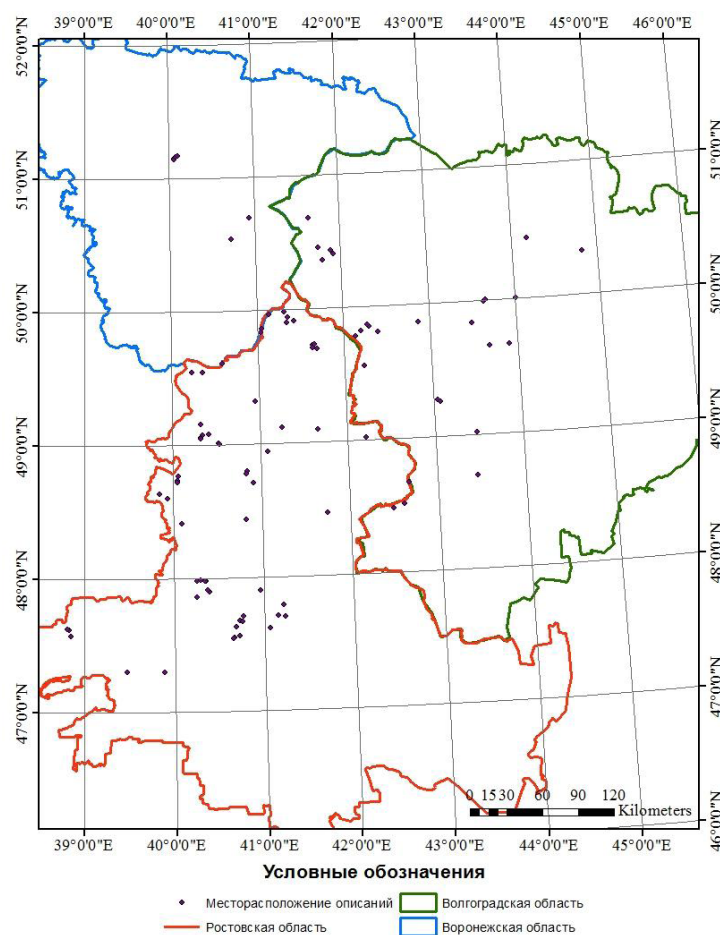 39°0'0"E 40°0'0"E 41°0'0"E 42°0'0"E 43°0'0"E 44°0'0"E 45°0'0"E 46°0'0"E
52°0'0"N
51°0'0"N
51°0'0"N
50°0'0"N
50°0'0"N
49°0'0"N
49°0'0"N
48°0'0"N
48°0'0"N
47°0'0"N
47°0'0"N
46°0'0"N
0 15 30 60 90 120
Kilometers
39°0'0"E 40°0'0"E 41°0'0"E 42°0'0"E 43°0'0"E 44°0'0"E 45°0'0"E
Условные обозначения
Месторасположение описаний Волгоградская область
Ростовская область Воронежская область